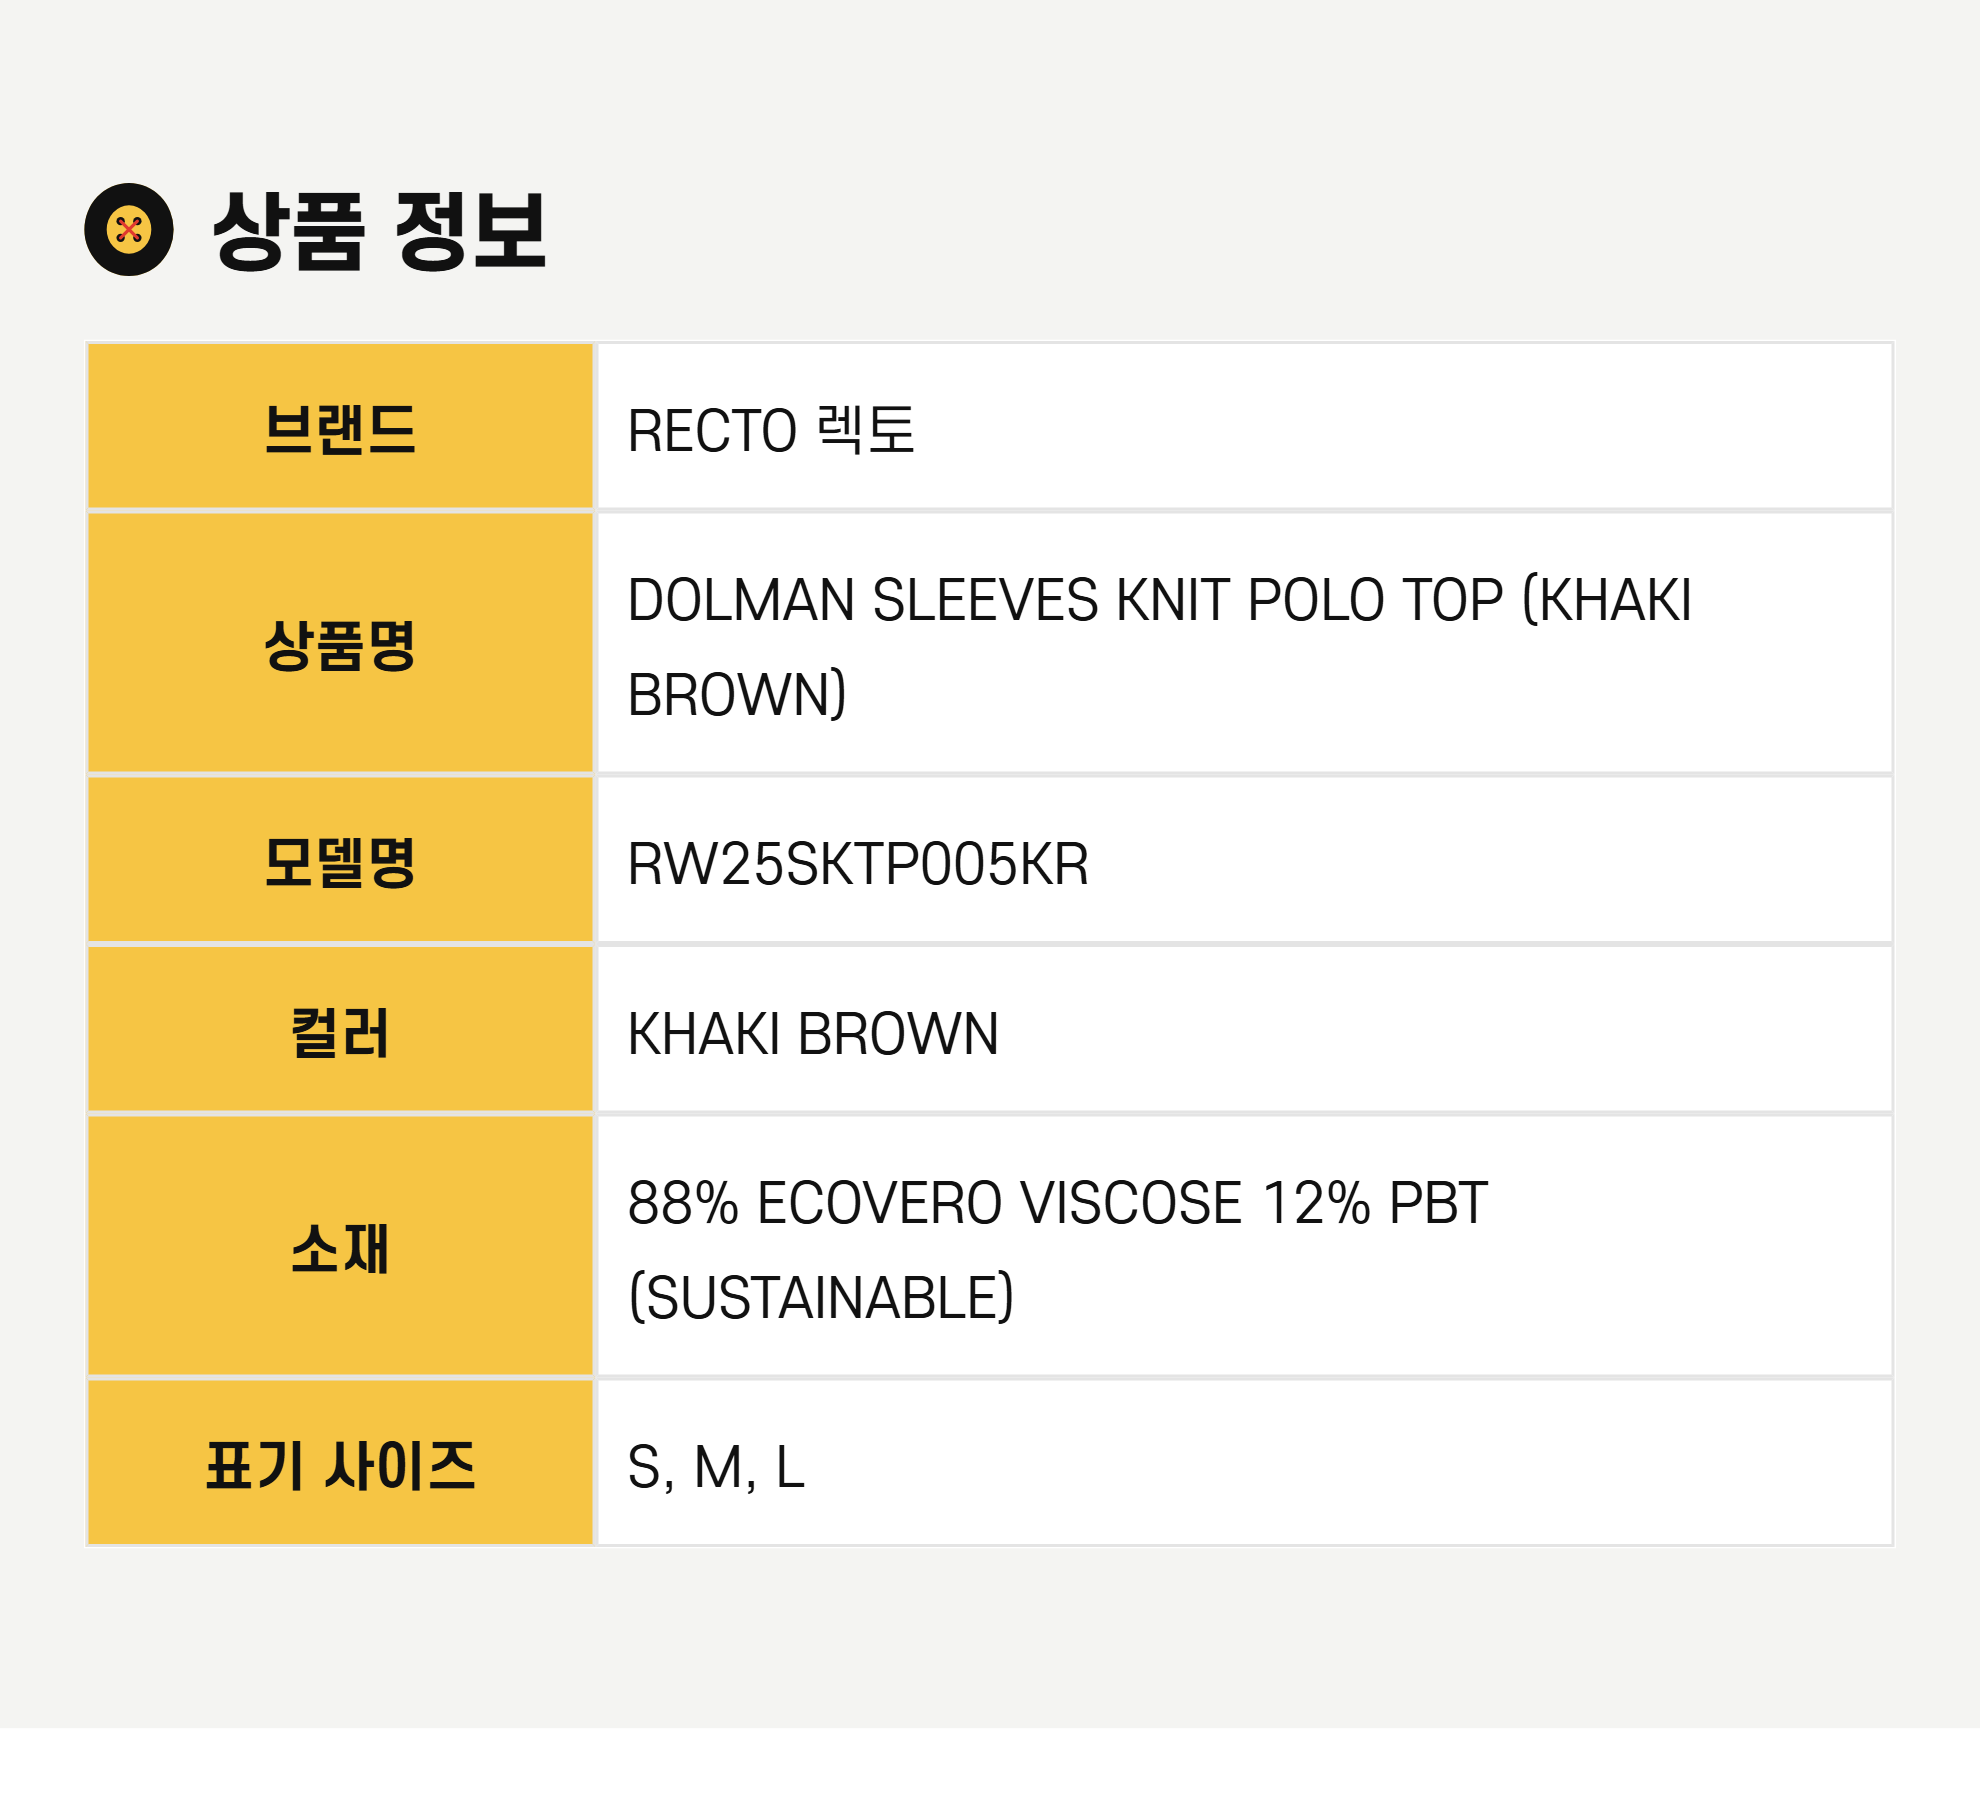 상품 정보
브랜드
RECTO 렉토
상품명
DOLMAN SLEEVES KNIT POLO TOP (KHAKI
BROWN)
모델명
RW25SKTP005KR
컬러
KHAKI BROWN
소재
88% ECOVERO VISCOSE 12% PBT
(SUSTAINABLE)
표기 사이즈
S, M, L